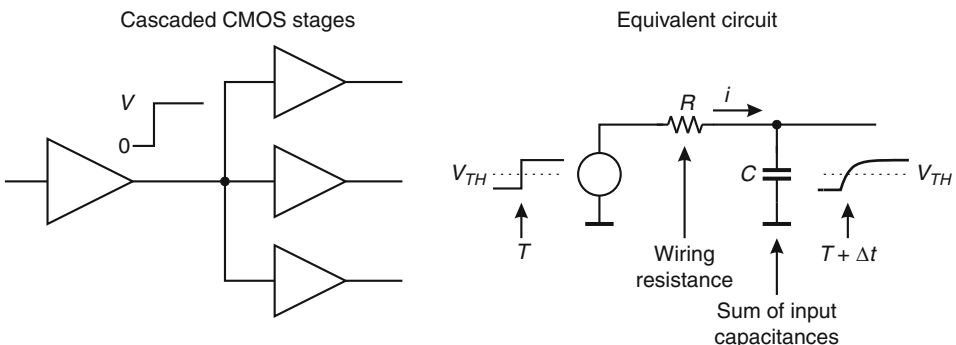 Cascaded CMOS stages
Equivalent circuit
V
0
R
i
V_TH
T
C
V_TH
T + Δt
Wiring
resistance
Sum of input
capacitances